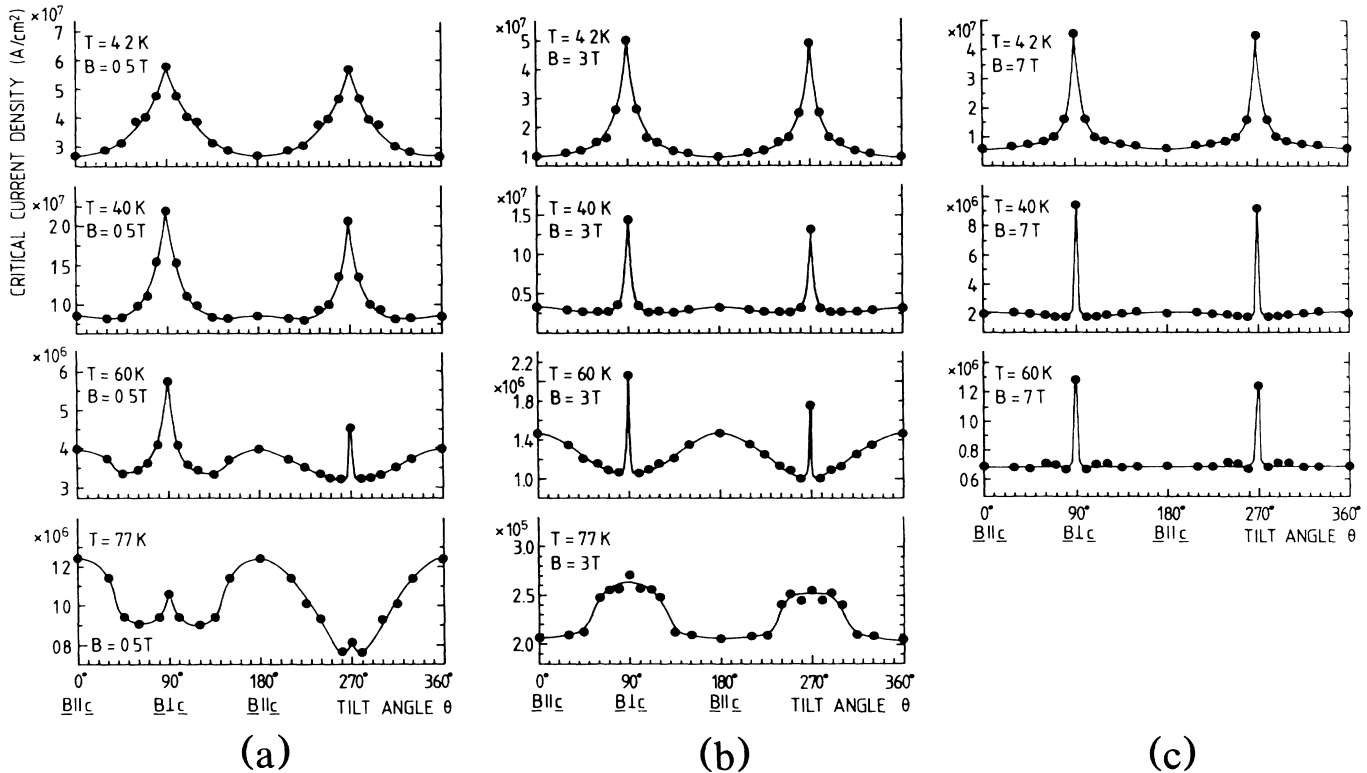 CRITICAL CURRENT DENSITY (A/cm²)
×10⁷
7
6
5
4
3
T = 4 2 K
B = 0 5 T
×10⁷
2 0
1 5
1 0
T = 40 K
B = 0 5 T
×10⁶
6
5
4
3
T = 60 K
B = 0 5 T
×10⁶
1 2
1 0
0 8
T = 77 K
B = 0 5 T
0° 90° 180° 270° 360°
B∥c B⊥c B∥c TILT ANGLE θ
(a)
×10⁷
5
4
3
2
1
T = 4 2 K
B = 3 T
×10⁷
1.5
1 0
0.5
T = 40 K
B = 3 T
2.2
×10⁶
1.8
1.4
1.0
T = 60 K
B = 3 T
×10⁵
3.0
2.5
2.0
T = 77 K
B = 3 T
0° 90° 180° 270° 360°
B∥c B⊥c B∥c TILT ANGLE θ
(b)
×10⁷
5
4
3
2
1
T = 4 2 K
B = 7 T
×10⁶
8
6
4
2
T = 40 K
B = 7 T
×10⁶
1 2
1 0
0.8
0 6
T = 60 K
B = 7 T
0° 90° 180° 270° 360°
B∥c B⊥c B∥c TILT ANGLE θ
(c)